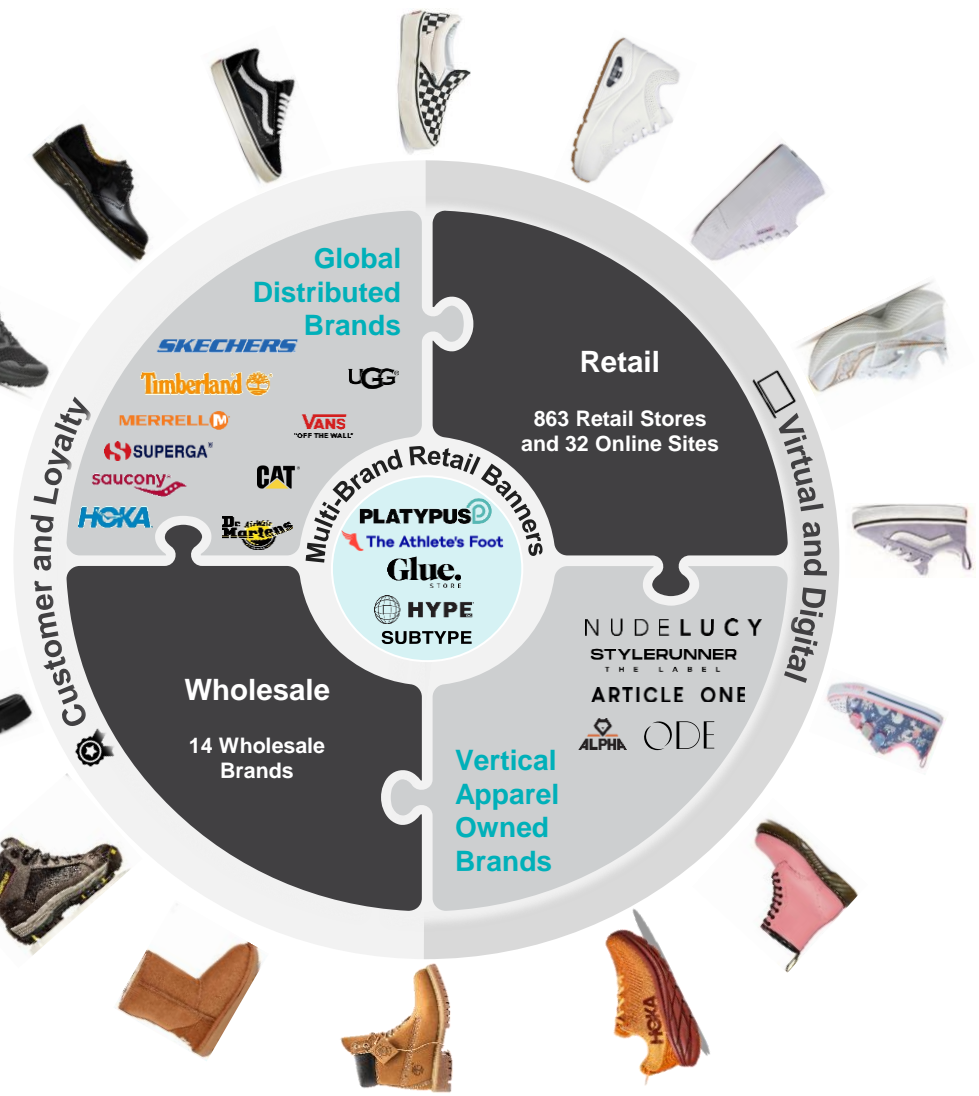 Global
Distributed
Brands
SKECHERS
Timberland
UGG®
MERRELL M
VANS
"OFF THE WALL"
SUPERGA®
saucony
CAT
HOKA
Dr. AirWair
Martens
Retail
863 Retail Stores
and 32 Online Sites
Customer and Loyalty
Virtual and Digital
Multi-Brand Retail Banners
PLATYPUS
The Athlete's Foot
Glue.
STORE
HYPE
SUBTYPE
Wholesale
14 Wholesale
Brands
NUDE LUCY
STYLERUNNER
THE LABEL
ARTICLE ONE
ALPHA
ODE
Vertical
Apparel
Owned
Brands
HOKA